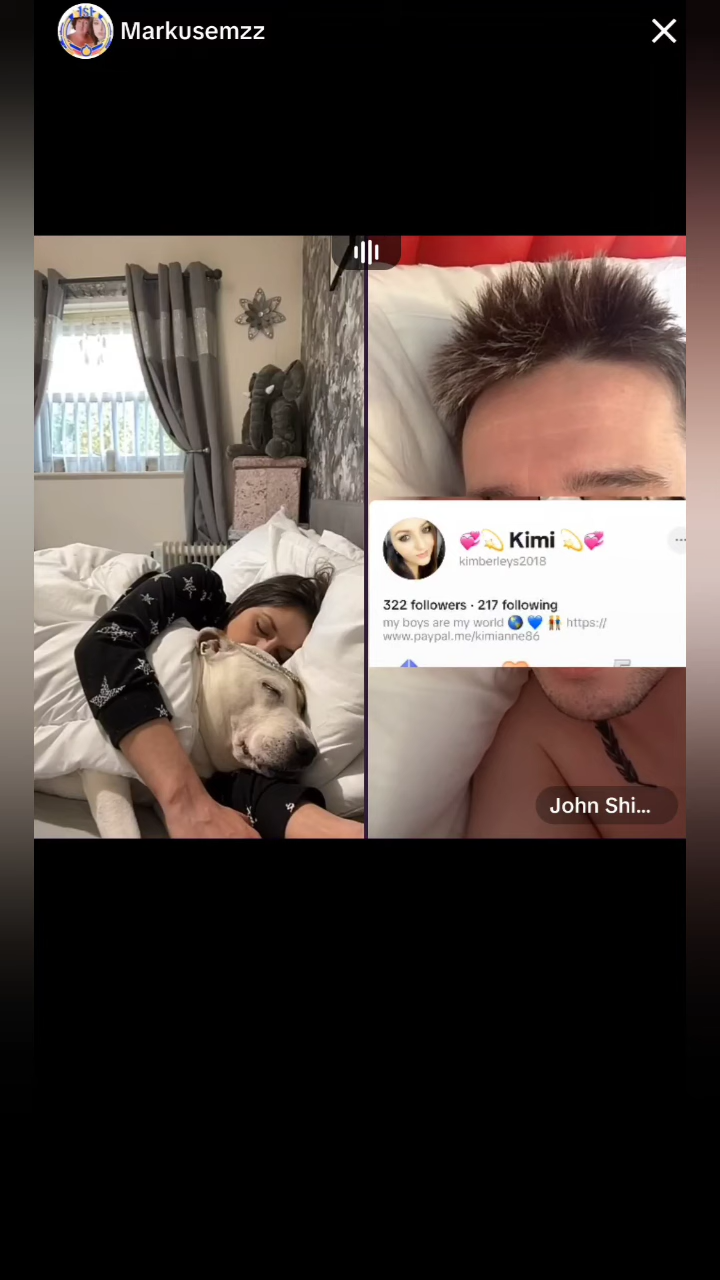 1st
Markusemzz
💞💫 Kimi 💫💞
kimberleys2018
322 followers · 217 following
my boys are my world 🌎 💙 👬 https://
www.paypal.me/kimianne86
John Shi...